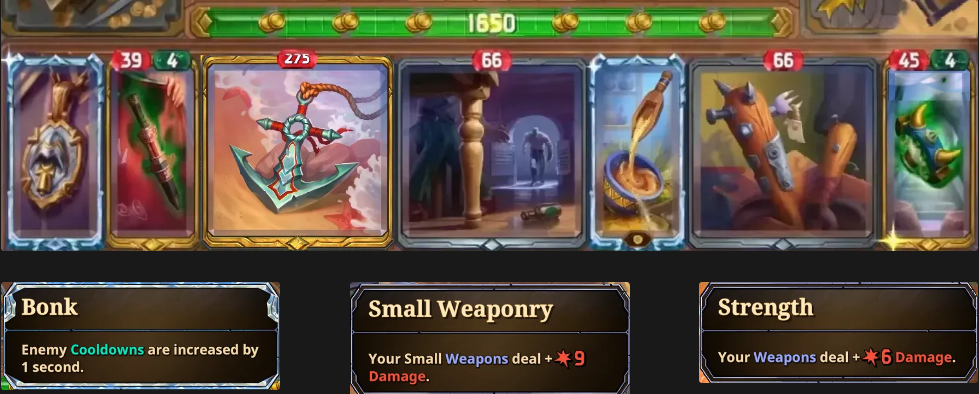 1650
39 4 275 66 66 45 4
Bonk
Enemy Cooldowns are increased by
1 second.
Small Weaponry
Your Small Weapons deal + 9
Damage.
Strength
Your Weapons deal + 6 Damage.